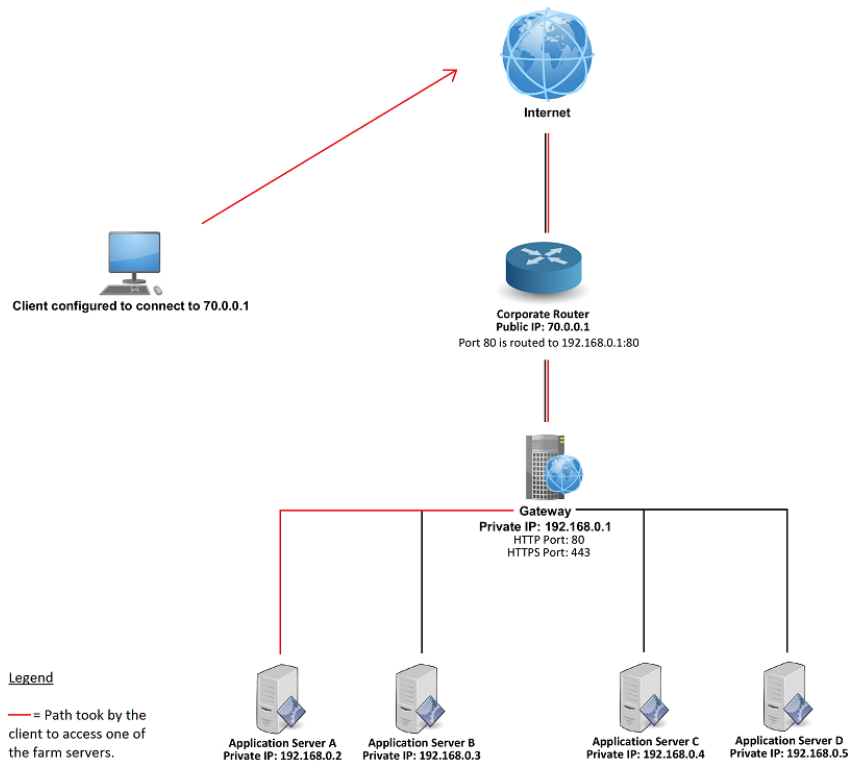 Internet
Client configured to connect to 70.0.0.1
Corporate Router
Public IP: 70.0.0.1
Port 80 is routed to 192.168.0.1:80
Gateway
Private IP: 192.168.0.1
HTTP Port: 80
HTTPS Port: 443
Legend
= Path took by the
client to access one of
the farm servers.
Application Server A
Private IP: 192.168.0.2
Application Server B
Private IP: 192.168.0.3
Application Server C
Private IP: 192.168.0.4
Application Server D
Private IP: 192.168.0.5